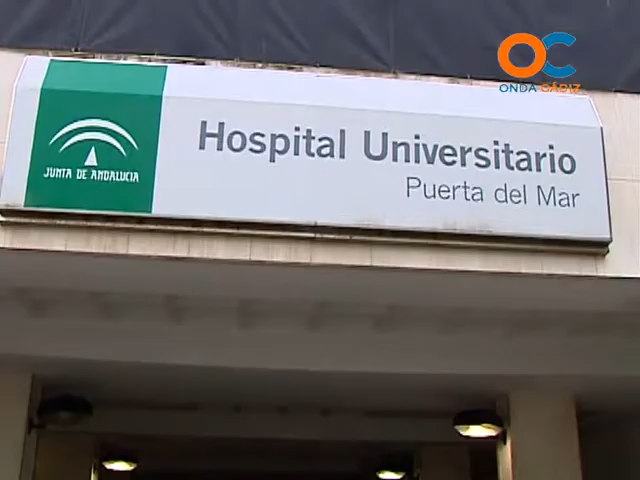 OC
ONDA CÁDIZ
Hospital Universitario
Puerta del Mar
JUNTA DE ANDALUCIA